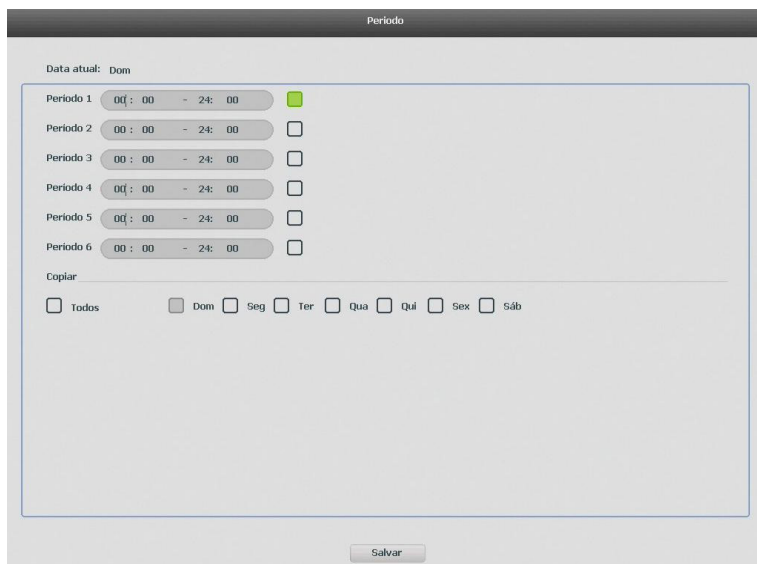 Periodo
Data atual: Dom
Periodo 1 00 : 00 - 24: 00
Periodo 2 00 : 00 - 24: 00
Periodo 3 00 : 00 - 24: 00
Periodo 4 00 : 00 - 24: 00
Periodo 5 00 : 00 - 24: 00
Periodo 6 00 : 00 - 24: 00
Copiar
Todos Dom Seg Ter Qua Qui Sex Sáb
Salvar